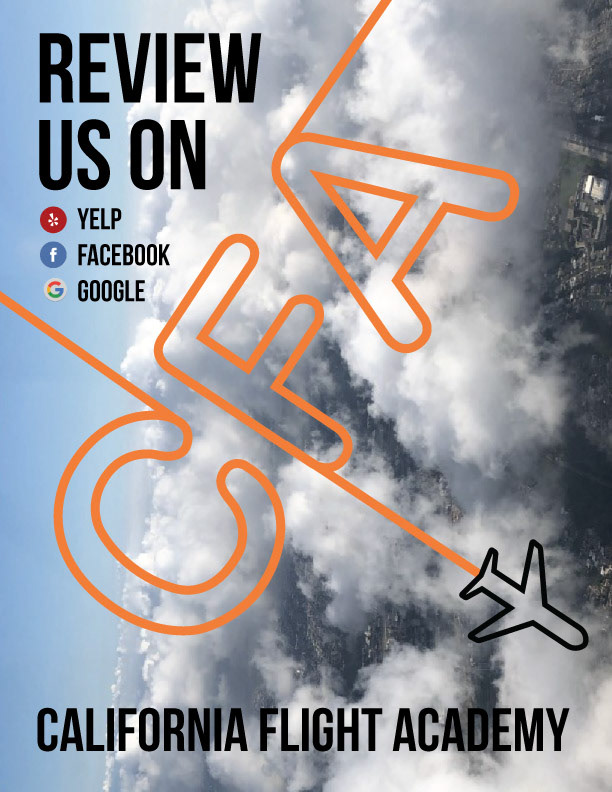 REVIEW
US ON
YELP
FACEBOOK
GOOGLE
CFA
CALIFORNIA FLIGHT ACADEMY